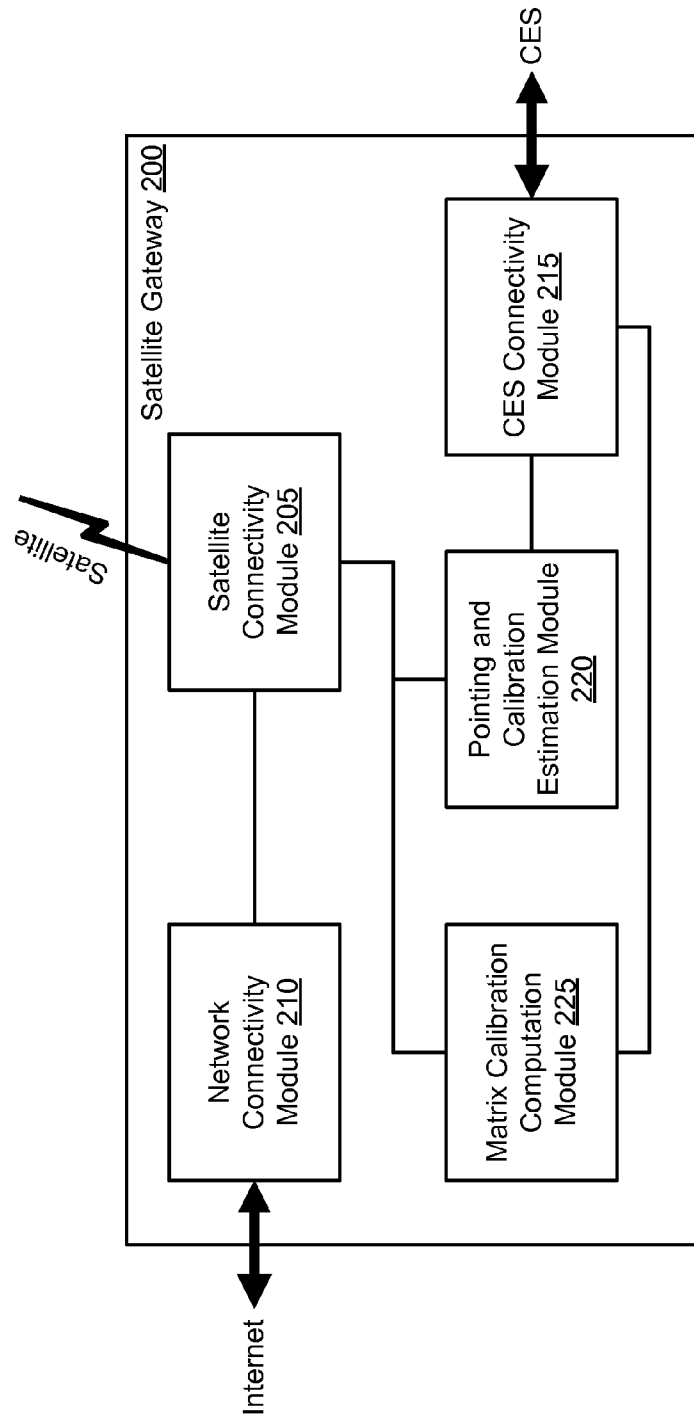 Satellite Gateway 200
Satellite
Internet
Network
Connectivity
Module 210
Satellite
Connectivity
Module 205
Matrix Calibration
Computation
Module 225
Pointing and
Calibration
Estimation Module
220
CES Connectivity
Module 215
CES